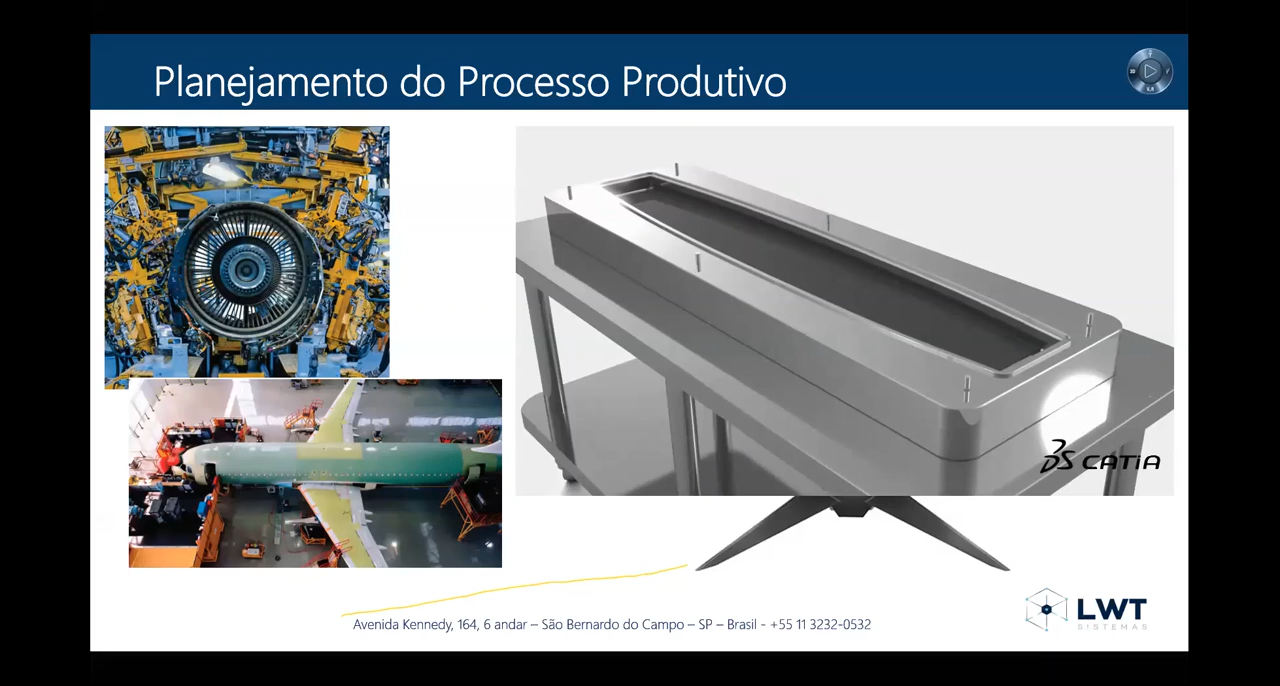 Planejamento do Processo Produtivo
CATIA
Avenida Kennedy, 164, 6 andar – São Bernardo do Campo – SP – Brasil - +55 11 3232-0532
LWT
SISTEMAS